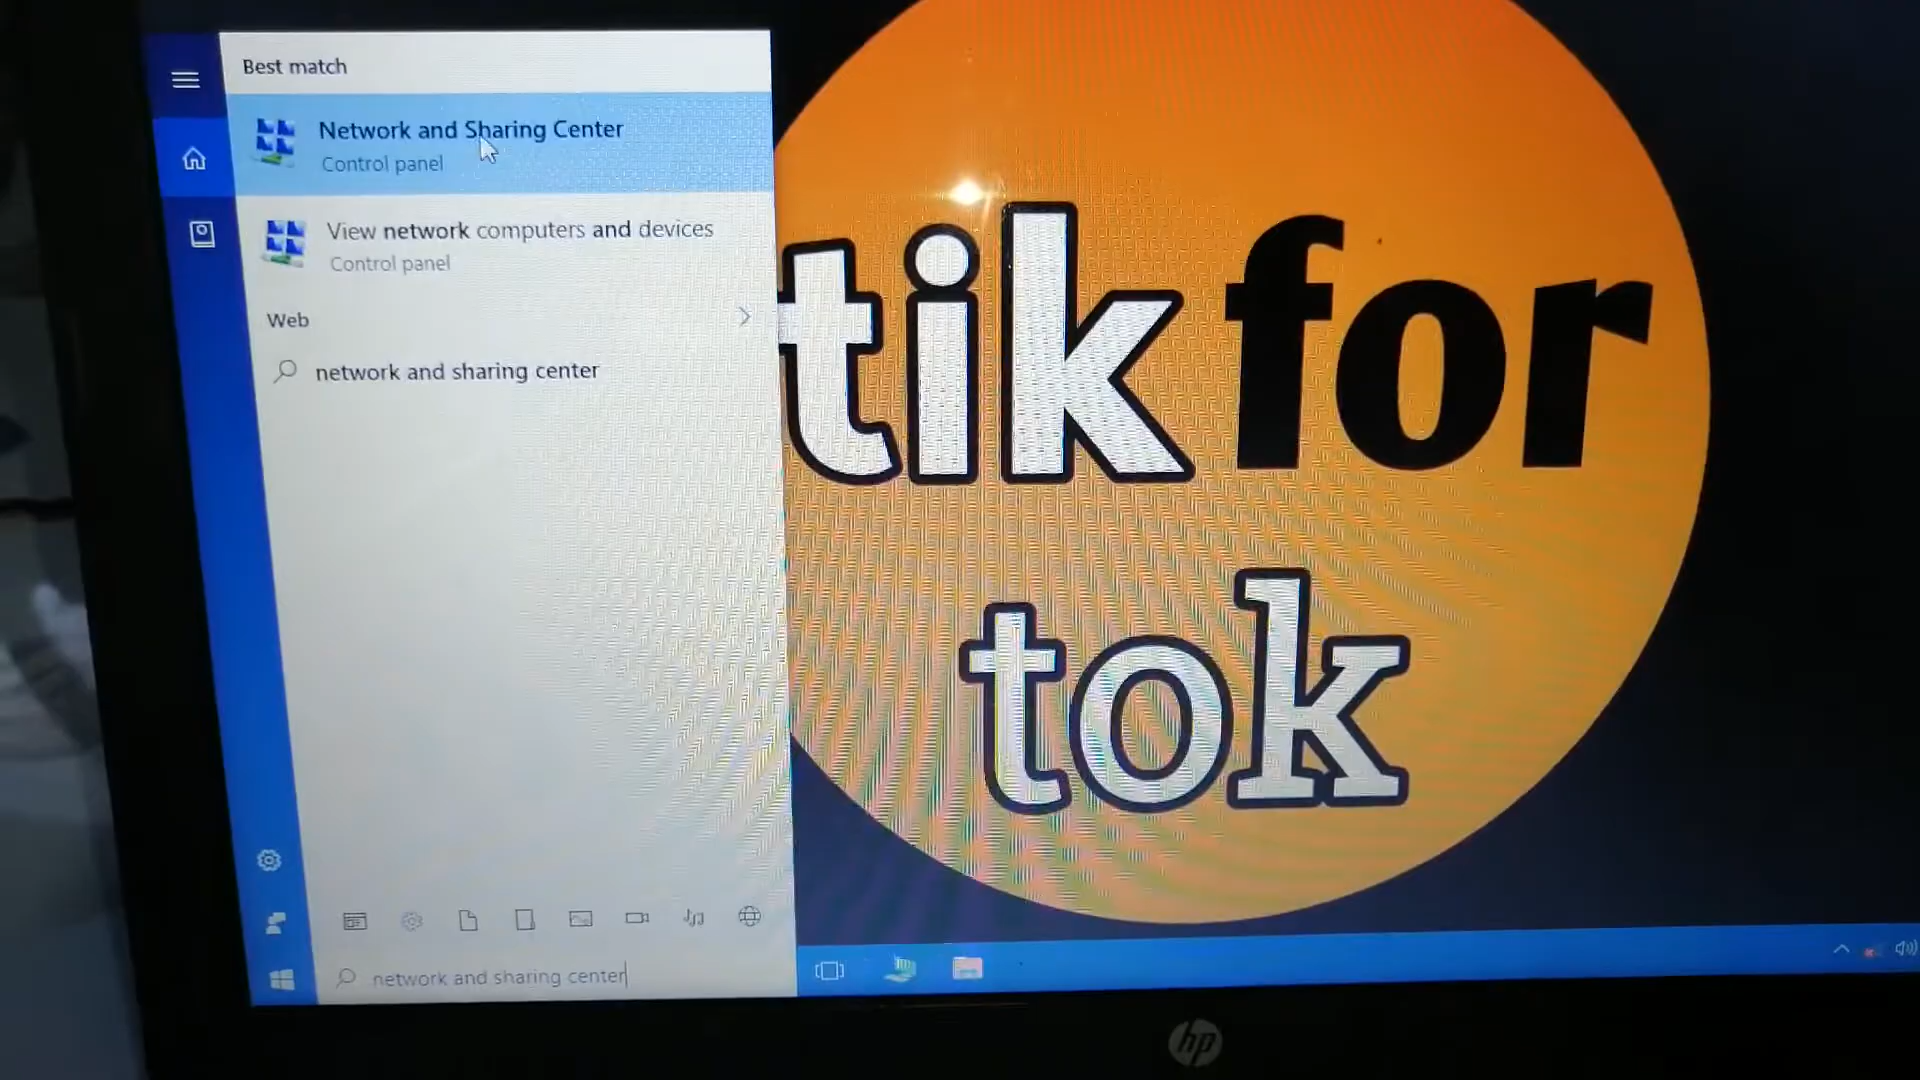 Best match
Network and Sharing Center
Control panel
View network computers and devices
Control panel
Web
network and sharing center
network and sharing center
tik for
tok
hp